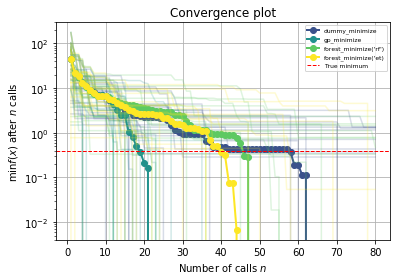 Convergence plot
dummy_minimize
gp_minimize
forest_minimize('rf')
forest_minimize('et)
True minimum
10²
10¹
10⁰
10⁻¹
10⁻²
min f(x) after n calls
0 10 20 30 40 50 60 70 80
Number of calls n